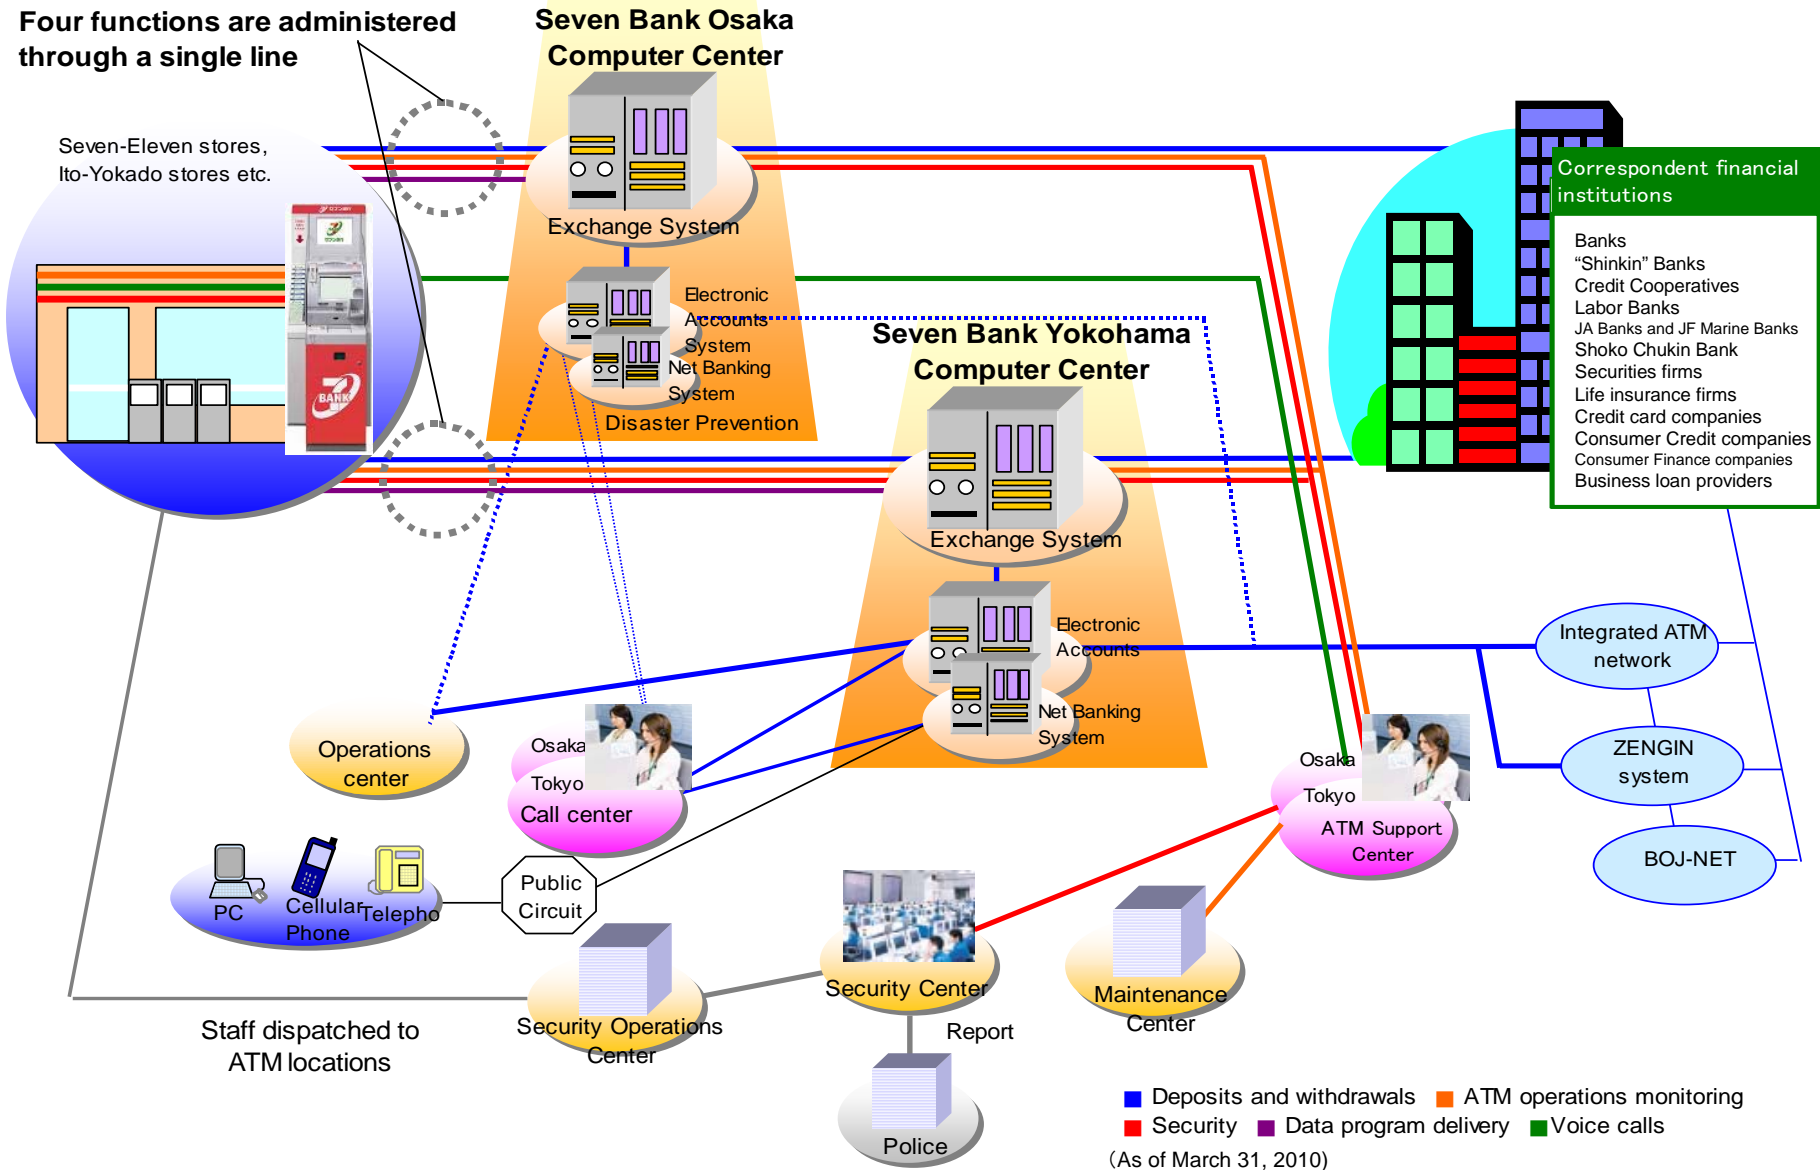 Four functions are administered
through a single line
Seven Bank Osaka
Computer Center
Seven-Eleven stores,
Ito-Yokado stores etc.
BANK
Exchange System
Electronic
Accounts
System
Net Banking
System
Disaster Prevention
Seven Bank Yokohama
Computer Center
Exchange System
Electronic
Accounts
Net Banking
System
Correspondent financial
institutions
Banks
“Shinkin” Banks
Credit Cooperatives
Labor Banks
JA Banks and JF Marine Banks
Shoko Chukin Bank
Securities firms
Life insurance firms
Credit card companies
Consumer Credit companies
Consumer Finance companies
Business loan providers
Integrated ATM
network
ZENGIN
system
BOJ-NET
Operations
center
Osaka
Tokyo
Call center
Osaka
Tokyo
ATM Support
Center
PC
Cellular
Phone
Telepho
Public
Circuit
Security Operations
Center
Security Center
Maintenance
Center
Report
Police
Staff dispatched to
ATM locations
Deposits and withdrawals
ATM operations monitoring
Security
Data program delivery
Voice calls
(As of March 31, 2010)